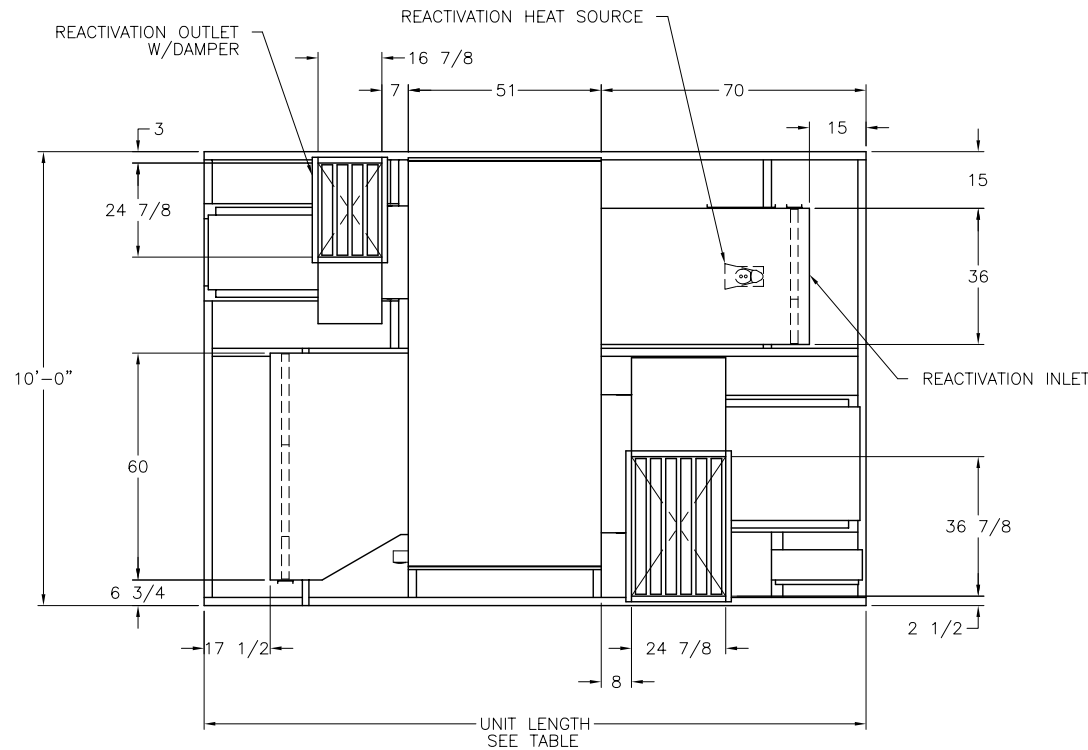 REACTIVATION HEAT SOURCE
REACTIVATION OUTLET
W/DAMPER
16 7/8
7
51
70
3
15
15
24 7/8
36
10'-0"
REACTIVATION INLET
60
36 7/8
6 3/4
2 1/2
17 1/2
24 7/8
8
UNIT LENGTH
SEE TABLE